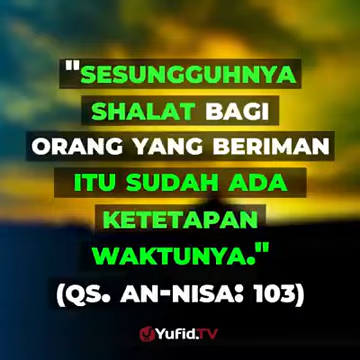 "SESUNGGUHNYA
SHALAT BAGI
ORANG YANG BERIMAN
ITU SUDAH ADA
KETETAPAN
WAKTUNYA."
(QS. AN-NISA: 103)
Yufid.TV